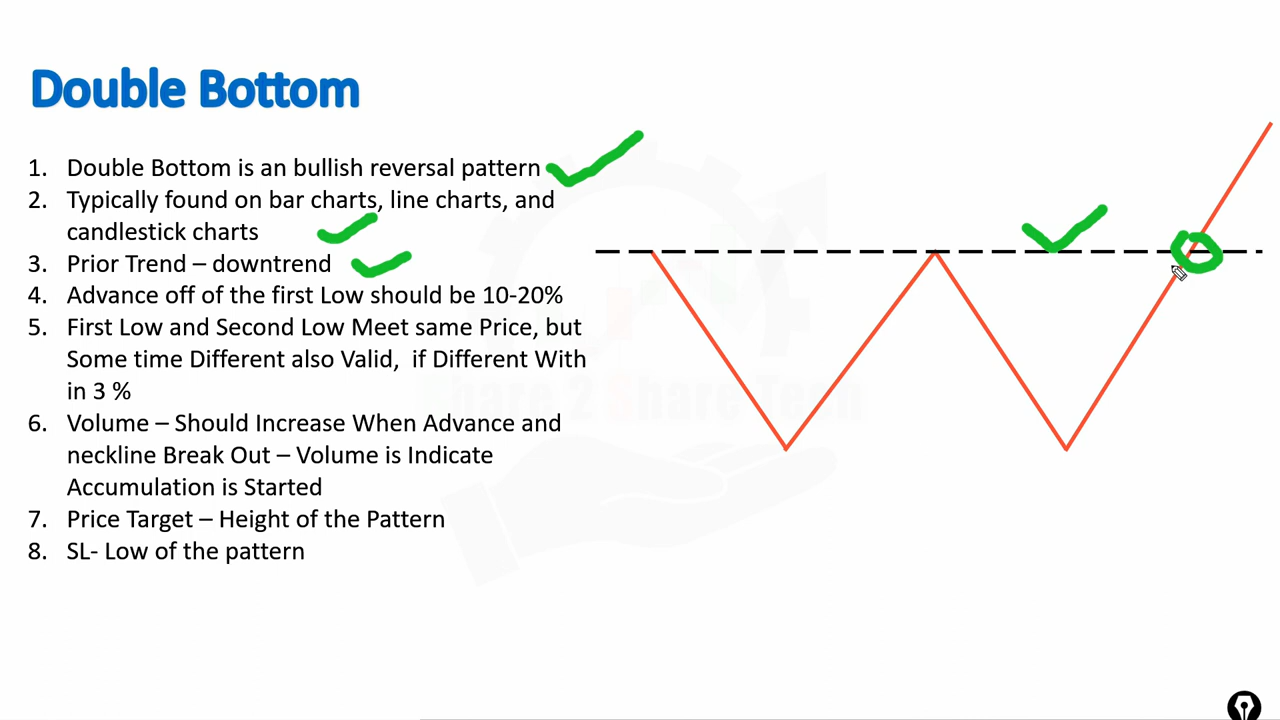 Double Bottom
1. Double Bottom is an bullish reversal pattern
2. Typically found on bar charts, line charts, and
candlestick charts
3. Prior Trend – downtrend
4. Advance off of the first Low should be 10-20%
5. First Low and Second Low Meet same Price, but
Some time Different also Valid, if Different With
in 3 %
6. Volume – Should Increase When Advance and
neckline Break Out – Volume is Indicate
Accumulation is Started
7. Price Target – Height of the Pattern
8. SL- Low of the pattern
Share 2 Share Tech